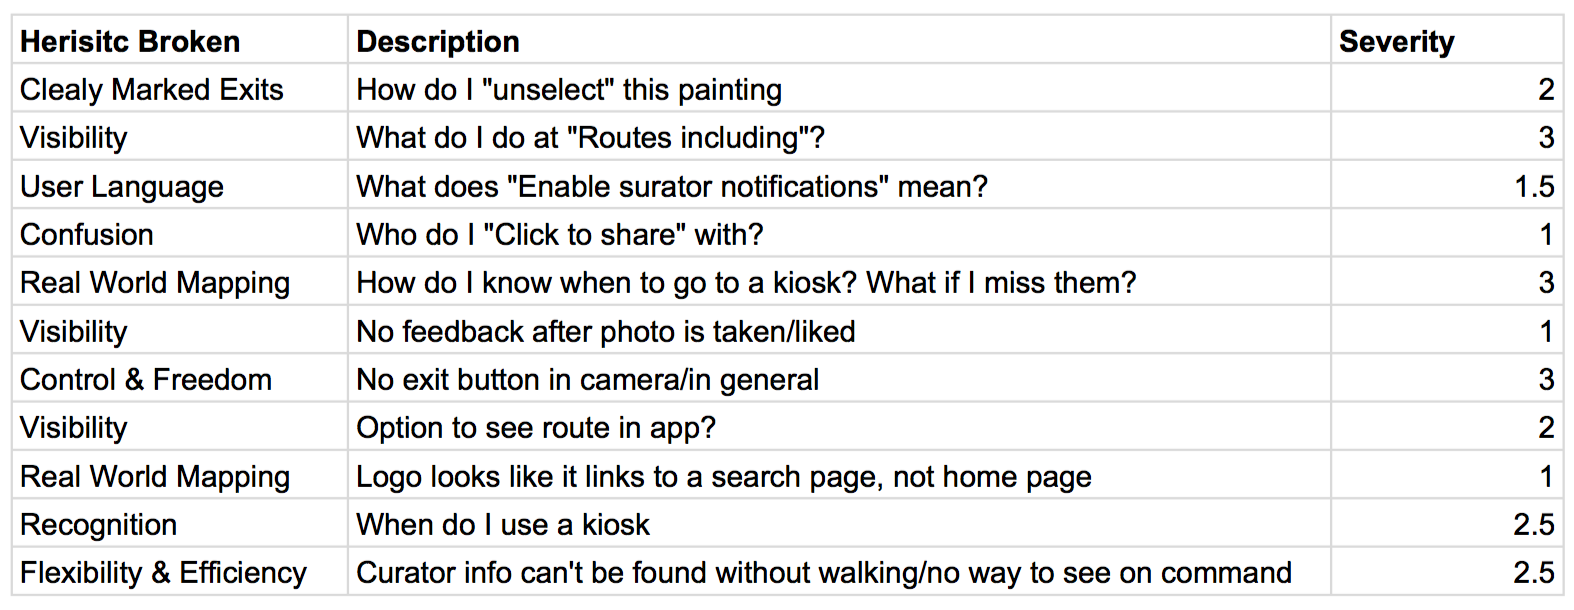 Herisitc Broken Description Severity
Clealy Marked Exits How do I "unselect" this painting 2
Visibility What do I do at "Routes including"? 3
User Language What does "Enable surator notifications" mean? 1.5
Confusion Who do I "Click to share" with? 1
Real World Mapping How do I know when to go to a kiosk? What if I miss them? 3
Visibility No feedback after photo is taken/liked 1
Control & Freedom No exit button in camera/in general 3
Visibility Option to see route in app? 2
Real World Mapping Logo looks like it links to a search page, not home page 1
Recognition When do I use a kiosk 2.5
Flexibility & Efficiency Curator info can't be found without walking/no way to see on command 2.5